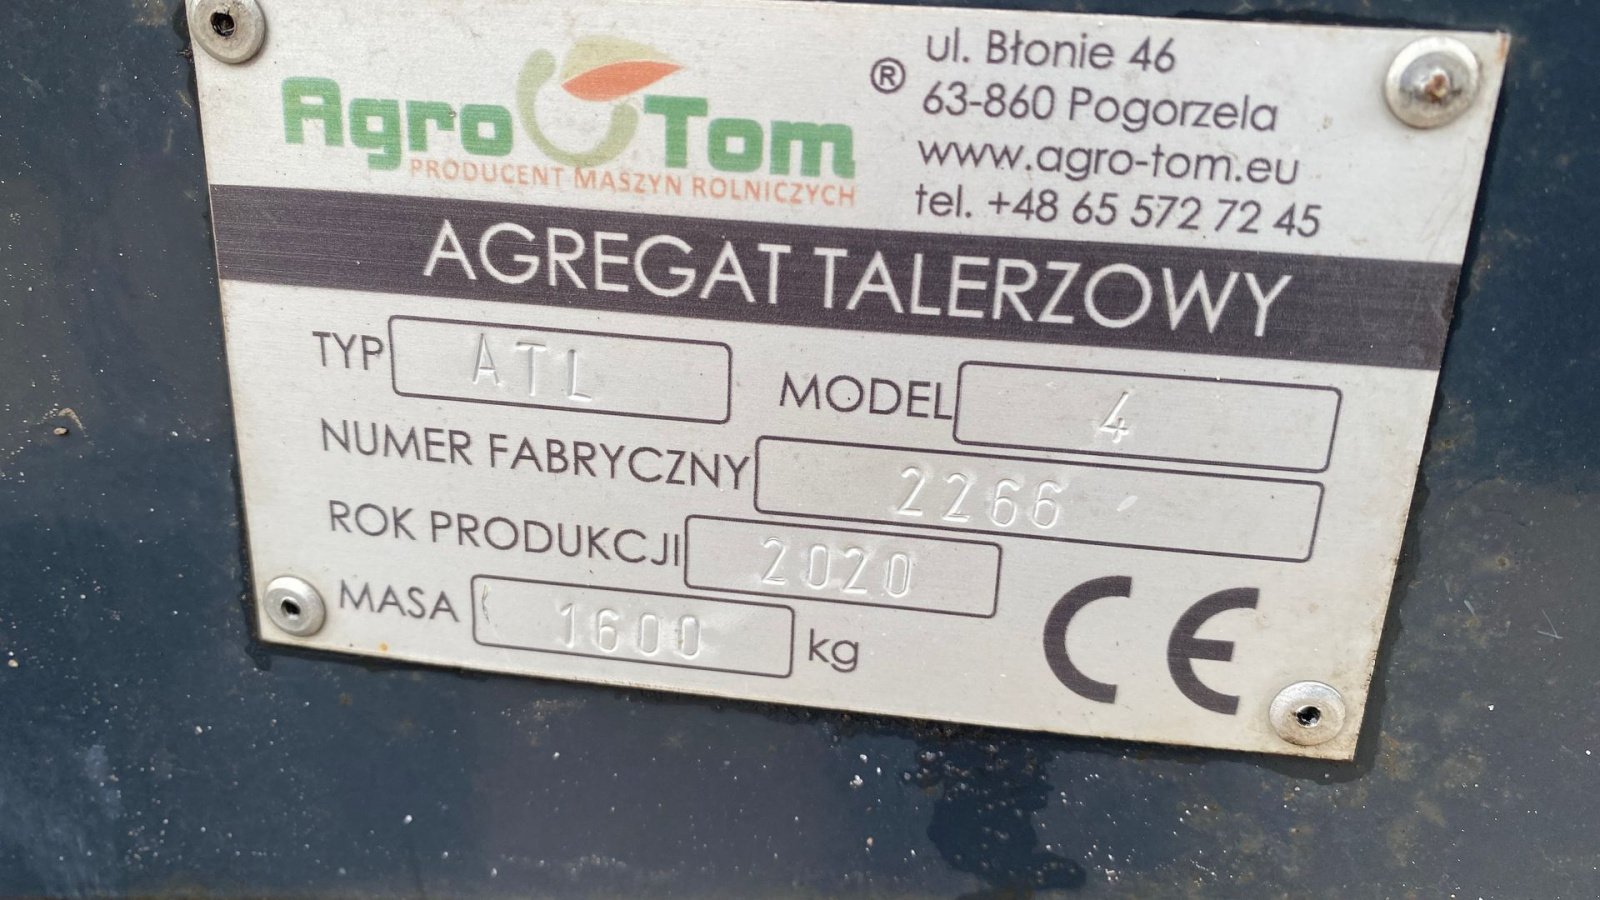 Agro Tom ®
PRODUCENT MASZYN ROLNICZYCH
ul. Błonie 46
63-860 Pogorzela
www.agro-tom.eu
tel. +48 65 572 72 45
AGREGAT TALERZOWY
TYP ATL MODEL 4
NUMER FABRYCZNY 2266
ROK PRODUKCJI 2020
MASA 1600 kg CE